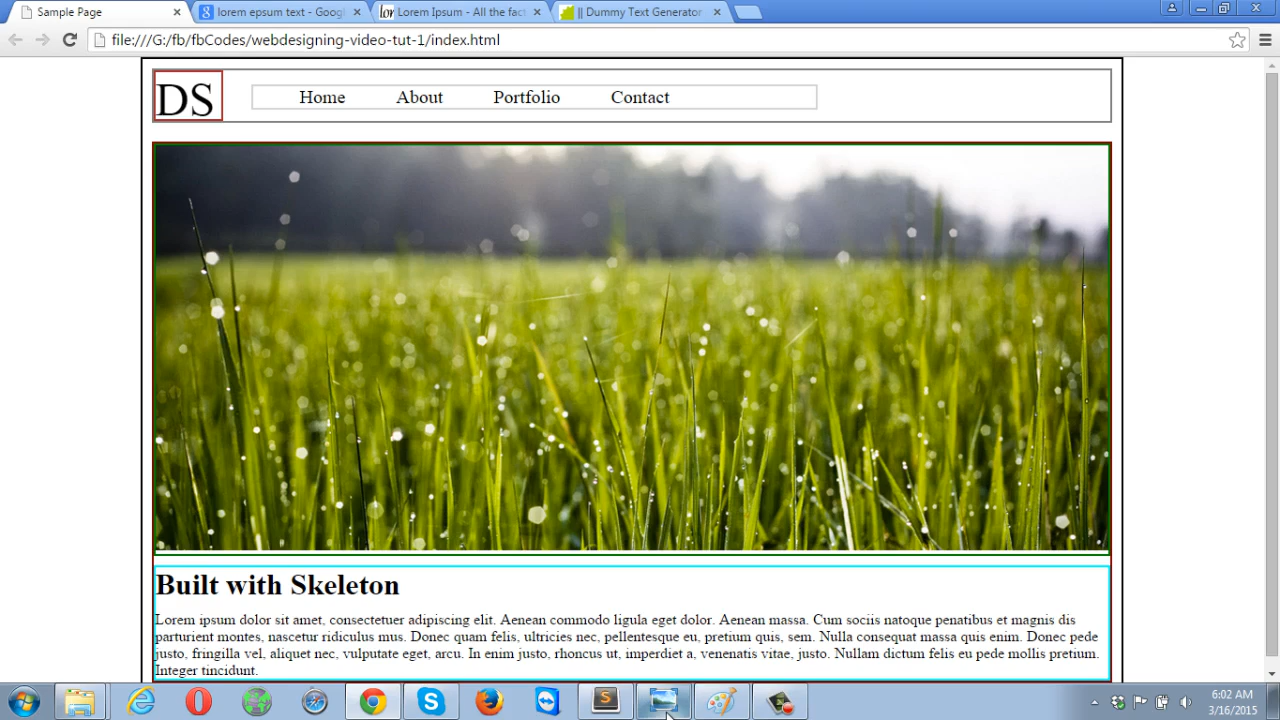 Sample Page
lorem epsum text - Googl
Lorem Ipsum - All the fact
|| Dummy Text Generator
file:///G:/fb/fbCodes/webdesigning-video-tut-1/index.html
DS
Home About Portfolio Contact
Built with Skeleton
Lorem ipsum dolor sit amet, consectetuer adipiscing elit. Aenean commodo ligula eget dolor. Aenean massa. Cum sociis natoque penatibus et magnis dis
parturient montes, nascetur ridiculus mus. Donec quam felis, ultricies nec, pellentesque eu, pretium quis, sem. Nulla consequat massa quis enim. Donec pede
justo, fringilla vel, aliquet nec, vulputate eget, arcu. In enim justo, rhoncus ut, imperdiet a, venenatis vitae, justo. Nullam dictum felis eu pede mollis pretium.
Integer tincidunt.
6:02 AM
3/16/2015